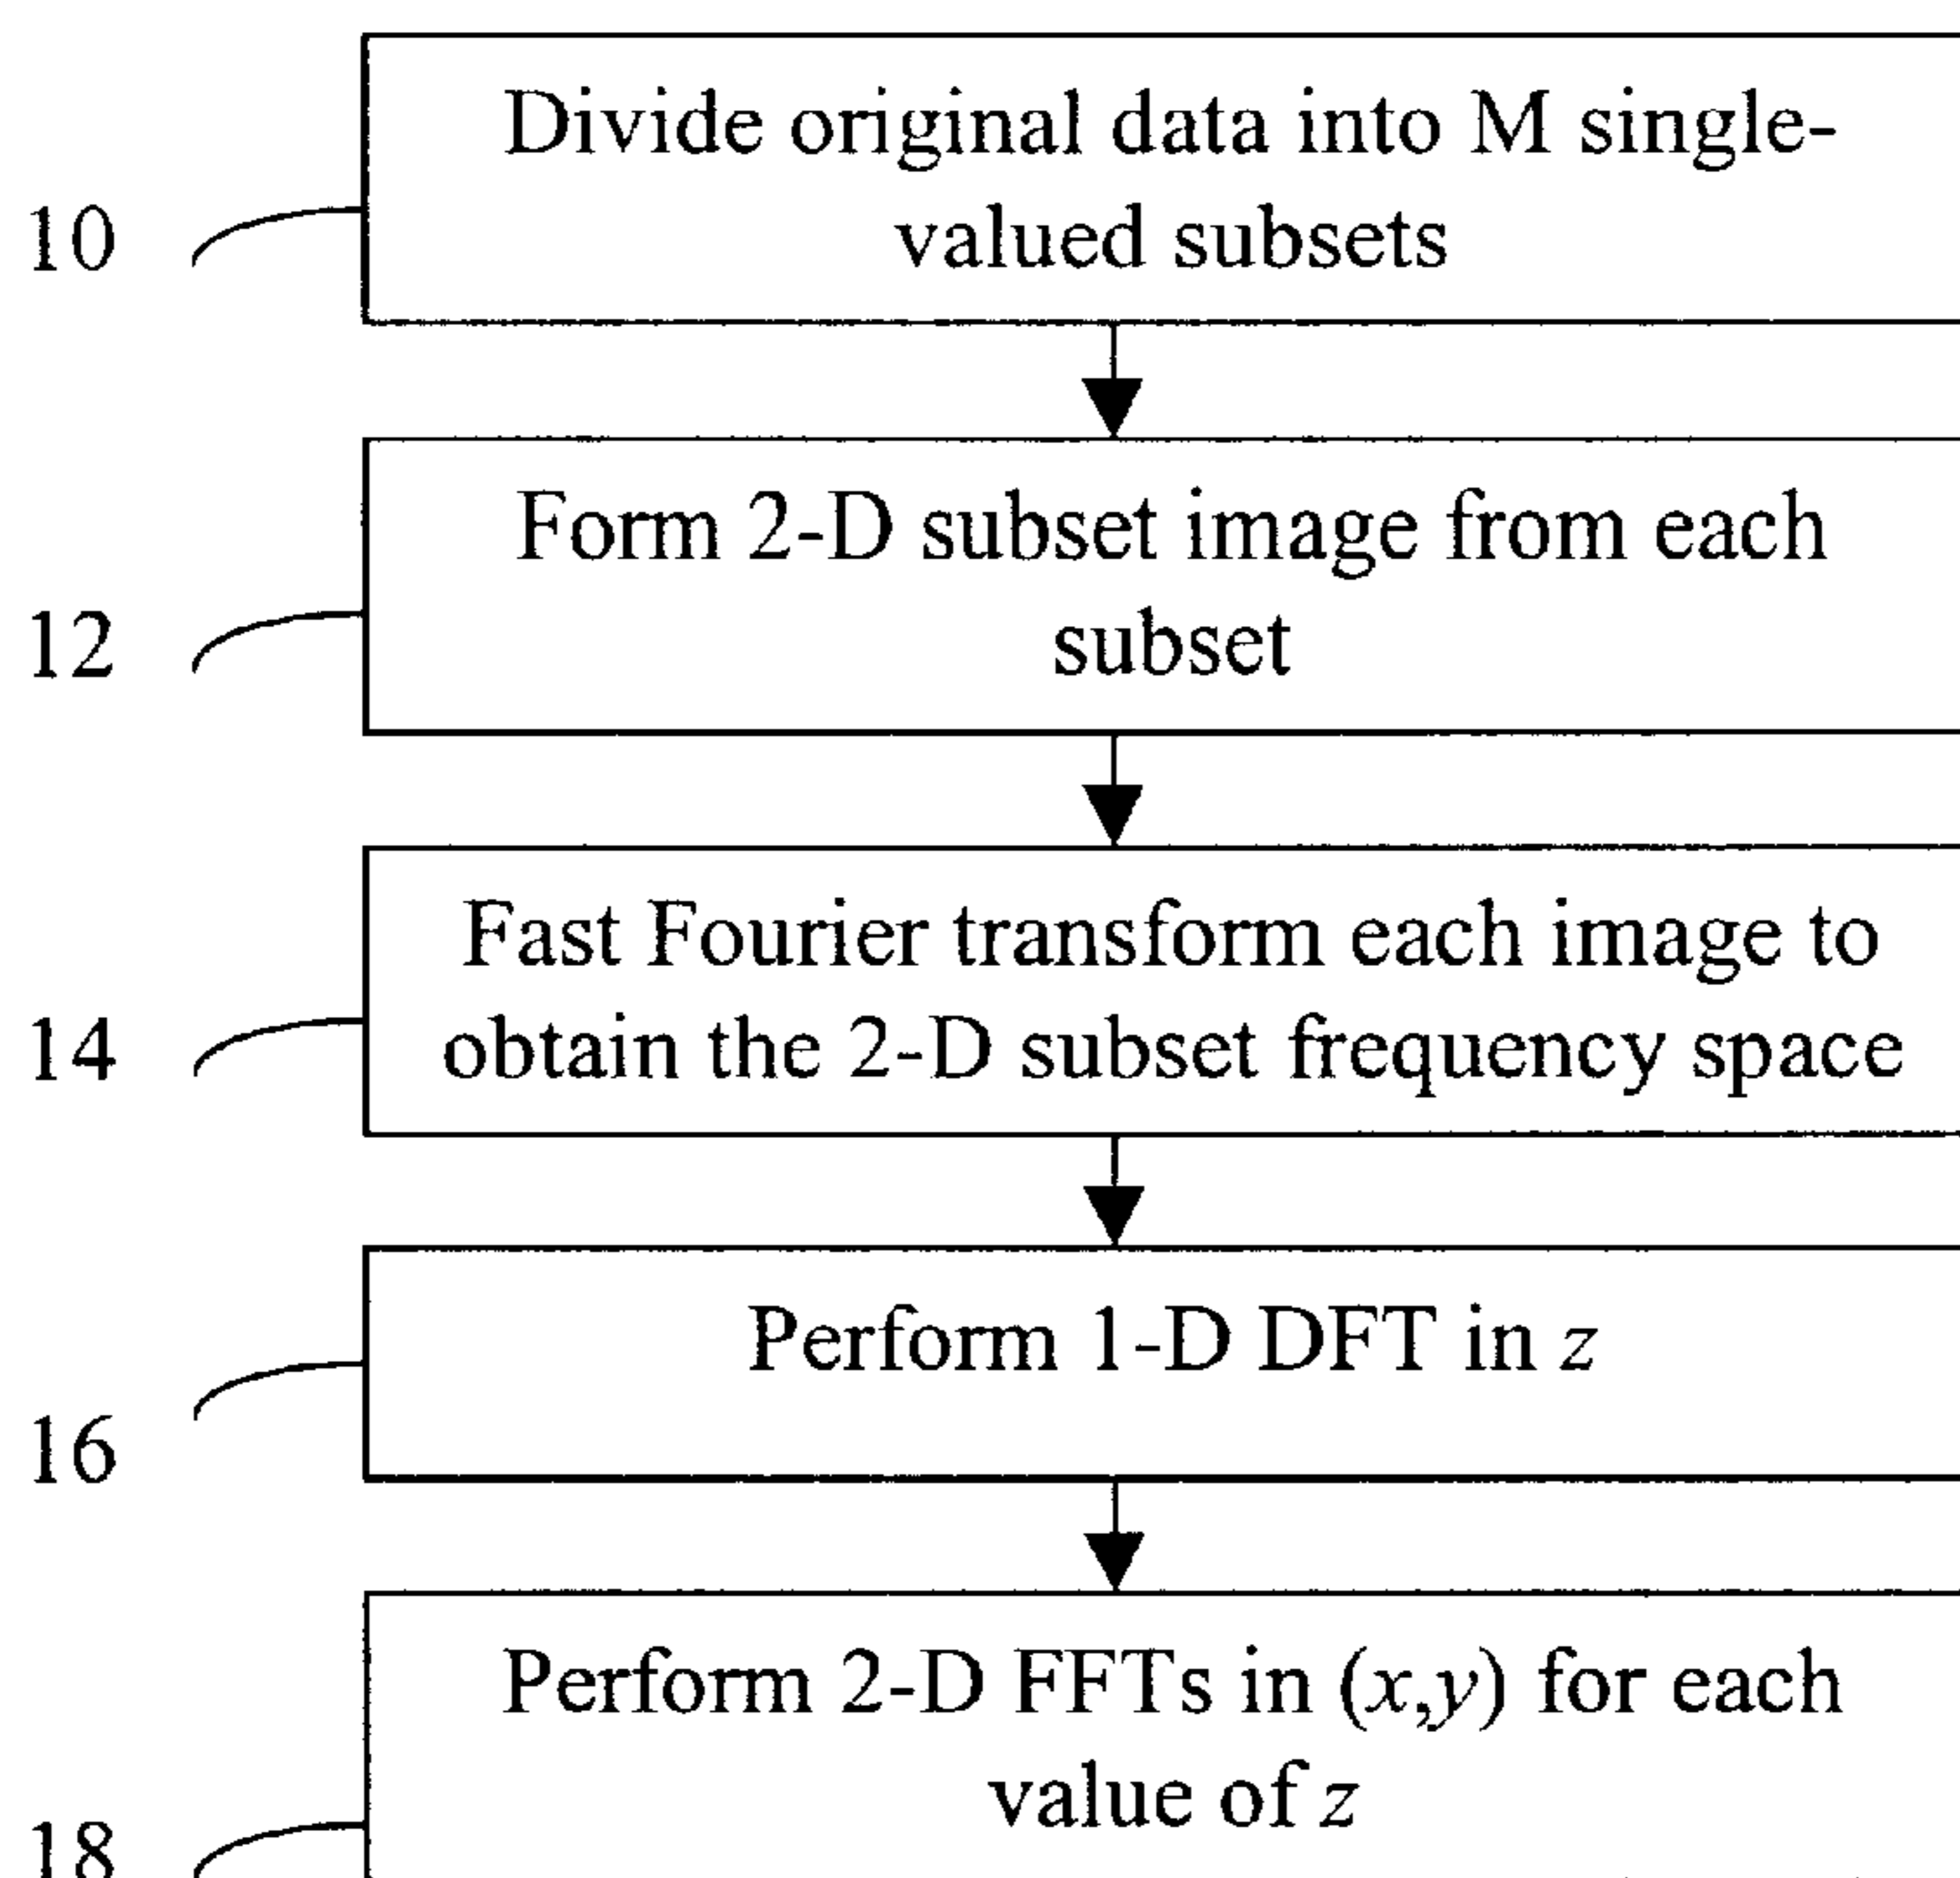 Divide original data into M single-
valued subsets
10
Form 2-D subset image from each
subset
12
Fast Fourier transform each image to
obtain the 2-D subset frequency space
14
Perform 1-D DFT in z
16
Perform 2-D FFTs in (x,y) for each
value of z
18